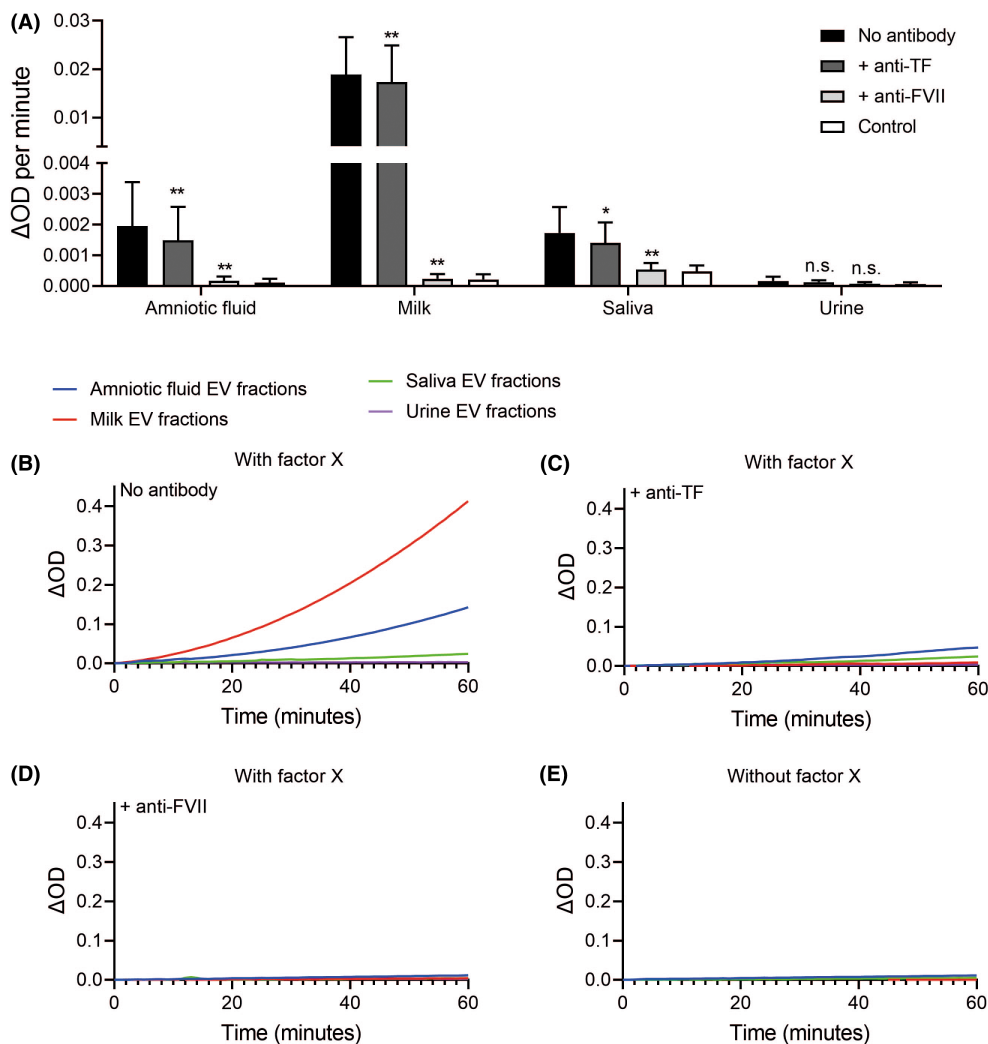 (A)
0.03
0.02
0.01
0.004
0.003
0.002
0.001
0.000
ΔOD per minute
** ** ** ** * ** n.s. n.s.
Amniotic fluid Milk Saliva Urine
No antibody
+ anti-TF
+ anti-FVII
Control
Amniotic fluid EV fractions
Milk EV fractions
Saliva EV fractions
Urine EV fractions
(B)
With factor X
No antibody
0.4
0.3
0.2
0.1
0.0
ΔOD
0 20 40 60
Time (minutes)
(C)
With factor X
+ anti-TF
0.4
0.3
0.2
0.1
0.0
ΔOD
0 20 40 60
Time (minutes)
(D)
With factor X
+ anti-FVII
0.4
0.3
0.2
0.1
0.0
ΔOD
0 20 40 60
Time (minutes)
(E)
Without factor X
0.4
0.3
0.2
0.1
0.0
ΔOD
0 20 40 60
Time (minutes)